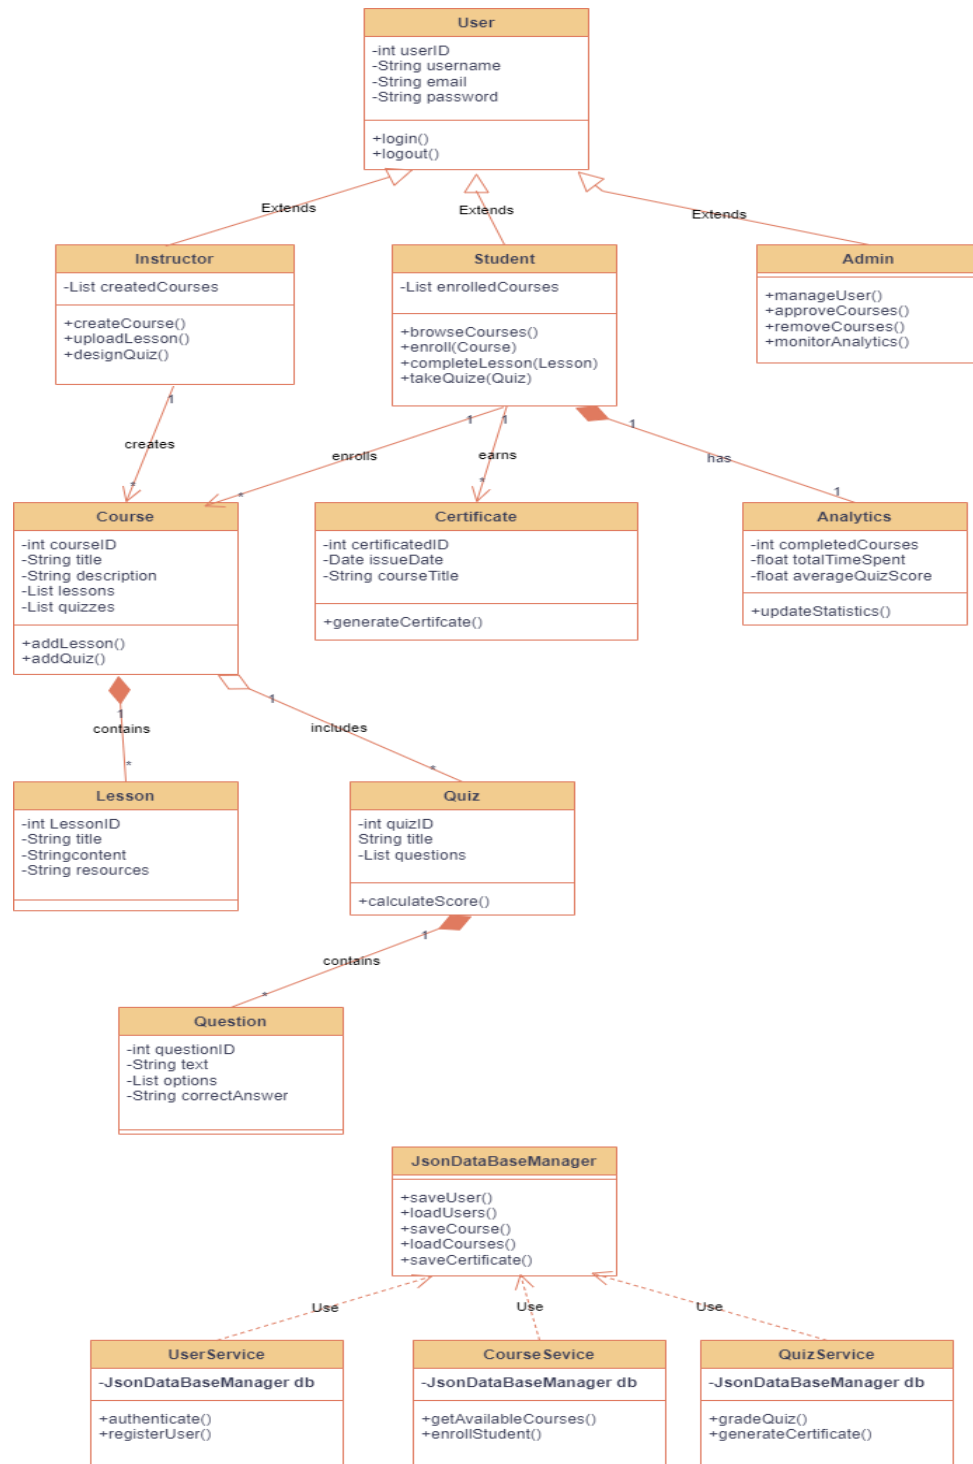 User
-int userID
-String username
-String email
-String password
+login()
+logout()
Extends
Extends
Extends
Instructor
-List createdCourses
+createCourse()
+uploadLesson()
+designQuiz()
Student
-List enrolledCourses
+browseCourses()
+enroll(Course)
+completeLesson(Lesson)
+takeQuize(Quiz)
Admin
+manageUser()
+approveCourses()
+removeCourses()
+monitorAnalytics()
1
creates
*
1
enrolls
*
1
earns
*
1
has
1
Course
-int courseID
-String title
-String description
-List lessons
-List quizzes
+addLesson()
+addQuiz()
Certificate
-int certificatedID
-Date issueDate
-String courseTitle
+generateCertifcate()
Analytics
-int completedCourses
-float totalTimeSpent
-float averageQuizScore
+updateStatistics()
1
contains
*
1
includes
*
Lesson
-int LessonID
-String title
-Stringcontent
-String resources
Quiz
-int quizID
String title
-List questions
+calculateScore()
1
contains
*
Question
-int questionID
-String text
-List options
-String correctAnswer
JsonDataBaseManager
+saveUser()
+loadUsers()
+saveCourse()
+loadCourses()
+saveCertificate()
Use
Use
Use
UserService
-JsonDataBaseManager db
+authenticate()
+registerUser()
CourseSevice
-JsonDataBaseManager db
+getAvailableCourses()
+enrollStudent()
QuizService
-JsonDataBaseManager db
+gradeQuiz()
+generateCertificate()